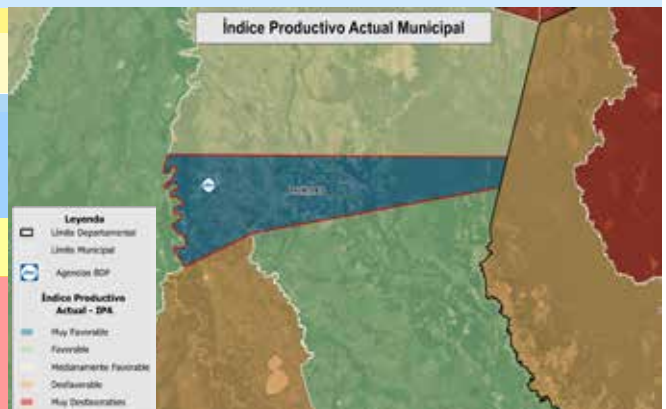 Índice Productivo Actual Municipal
Leyenda
Límite Departamental
Límite Municipal
Agencias BDP
Índice Productivo
Actual - IPA
Muy Favorable
Favorable
Medianamente Favorable
Desfavorable
Muy Desfavorables